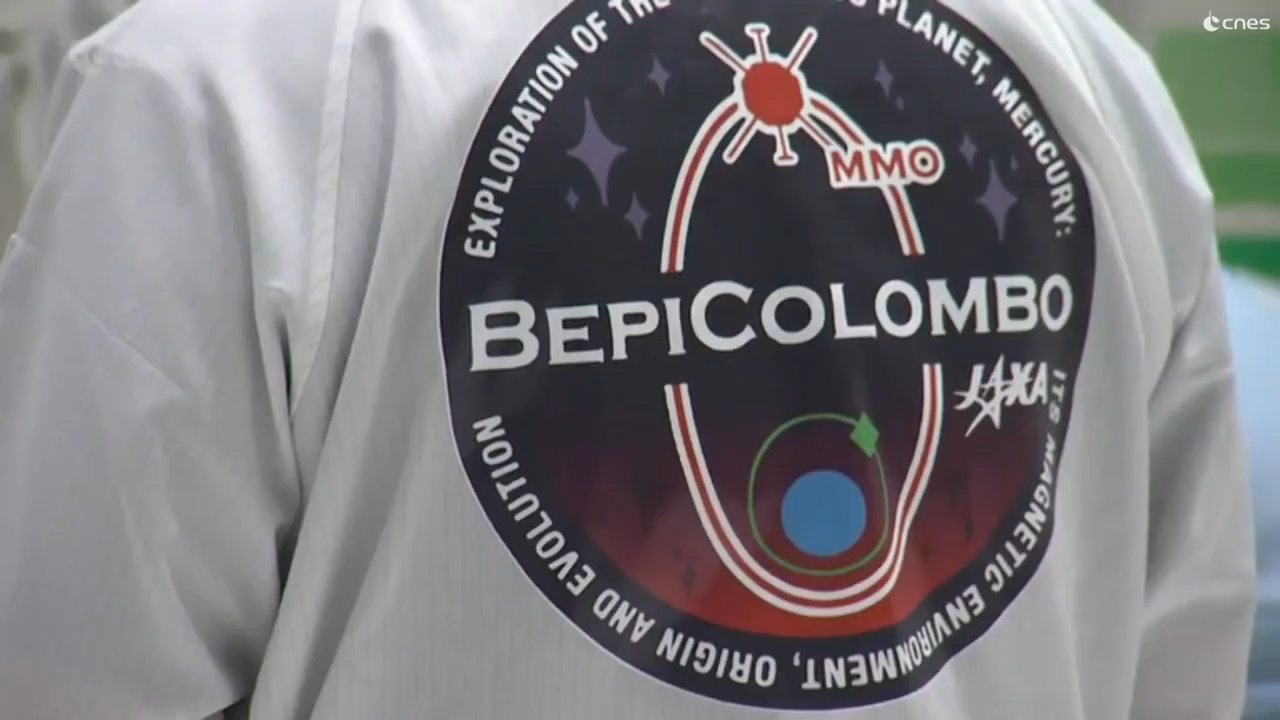 cnes
EXPLORATION OF THE
PLANET, MERCURY:
MMO
BEPICOLOMBO
JAXA
ITS MAGNETIC ENVIRONMENT, ORIGIN AND EVOLUTION